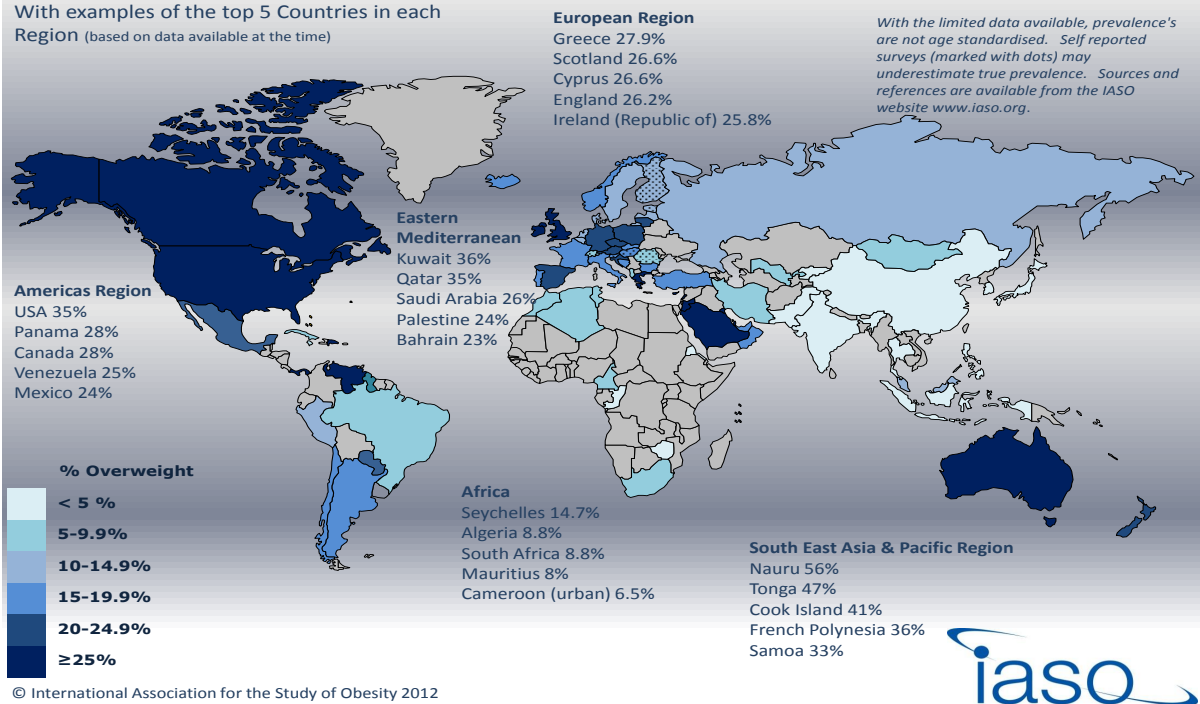 With examples of the top 5 Countries in each
Region (based on data available at the time)
European Region
Greece 27.9%
Scotland 26.6%
Cyprus 26.6%
England 26.2%
Ireland (Republic of) 25.8%
With the limited data available, prevalence's
are not age standardised. Self reported
surveys (marked with dots) may
underestimate true prevalence. Sources and
references are available from the IASO
website www.iaso.org.
Eastern
Mediterranean
Kuwait 36%
Qatar 35%
Saudi Arabia 26%
Palestine 24%
Bahrain 23%
Americas Region
USA 35%
Panama 28%
Canada 28%
Venezuela 25%
Mexico 24%
% Overweight
< 5 %
5-9.9%
10-14.9%
15-19.9%
20-24.9%
≥25%
Africa
Seychelles 14.7%
Algeria 8.8%
South Africa 8.8%
Mauritius 8%
Cameroon (urban) 6.5%
South East Asia & Pacific Region
Nauru 56%
Tonga 47%
Cook Island 41%
French Polynesia 36%
Samoa 33%
© International Association for the Study of Obesity 2012
iaso